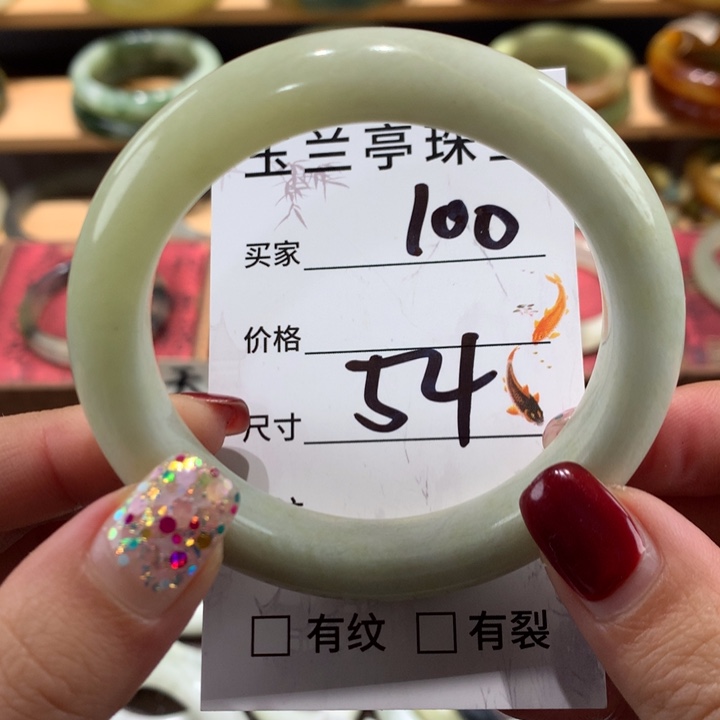 玉兰亭珠
买家 100
价格
尺寸 54
有纹 有裂